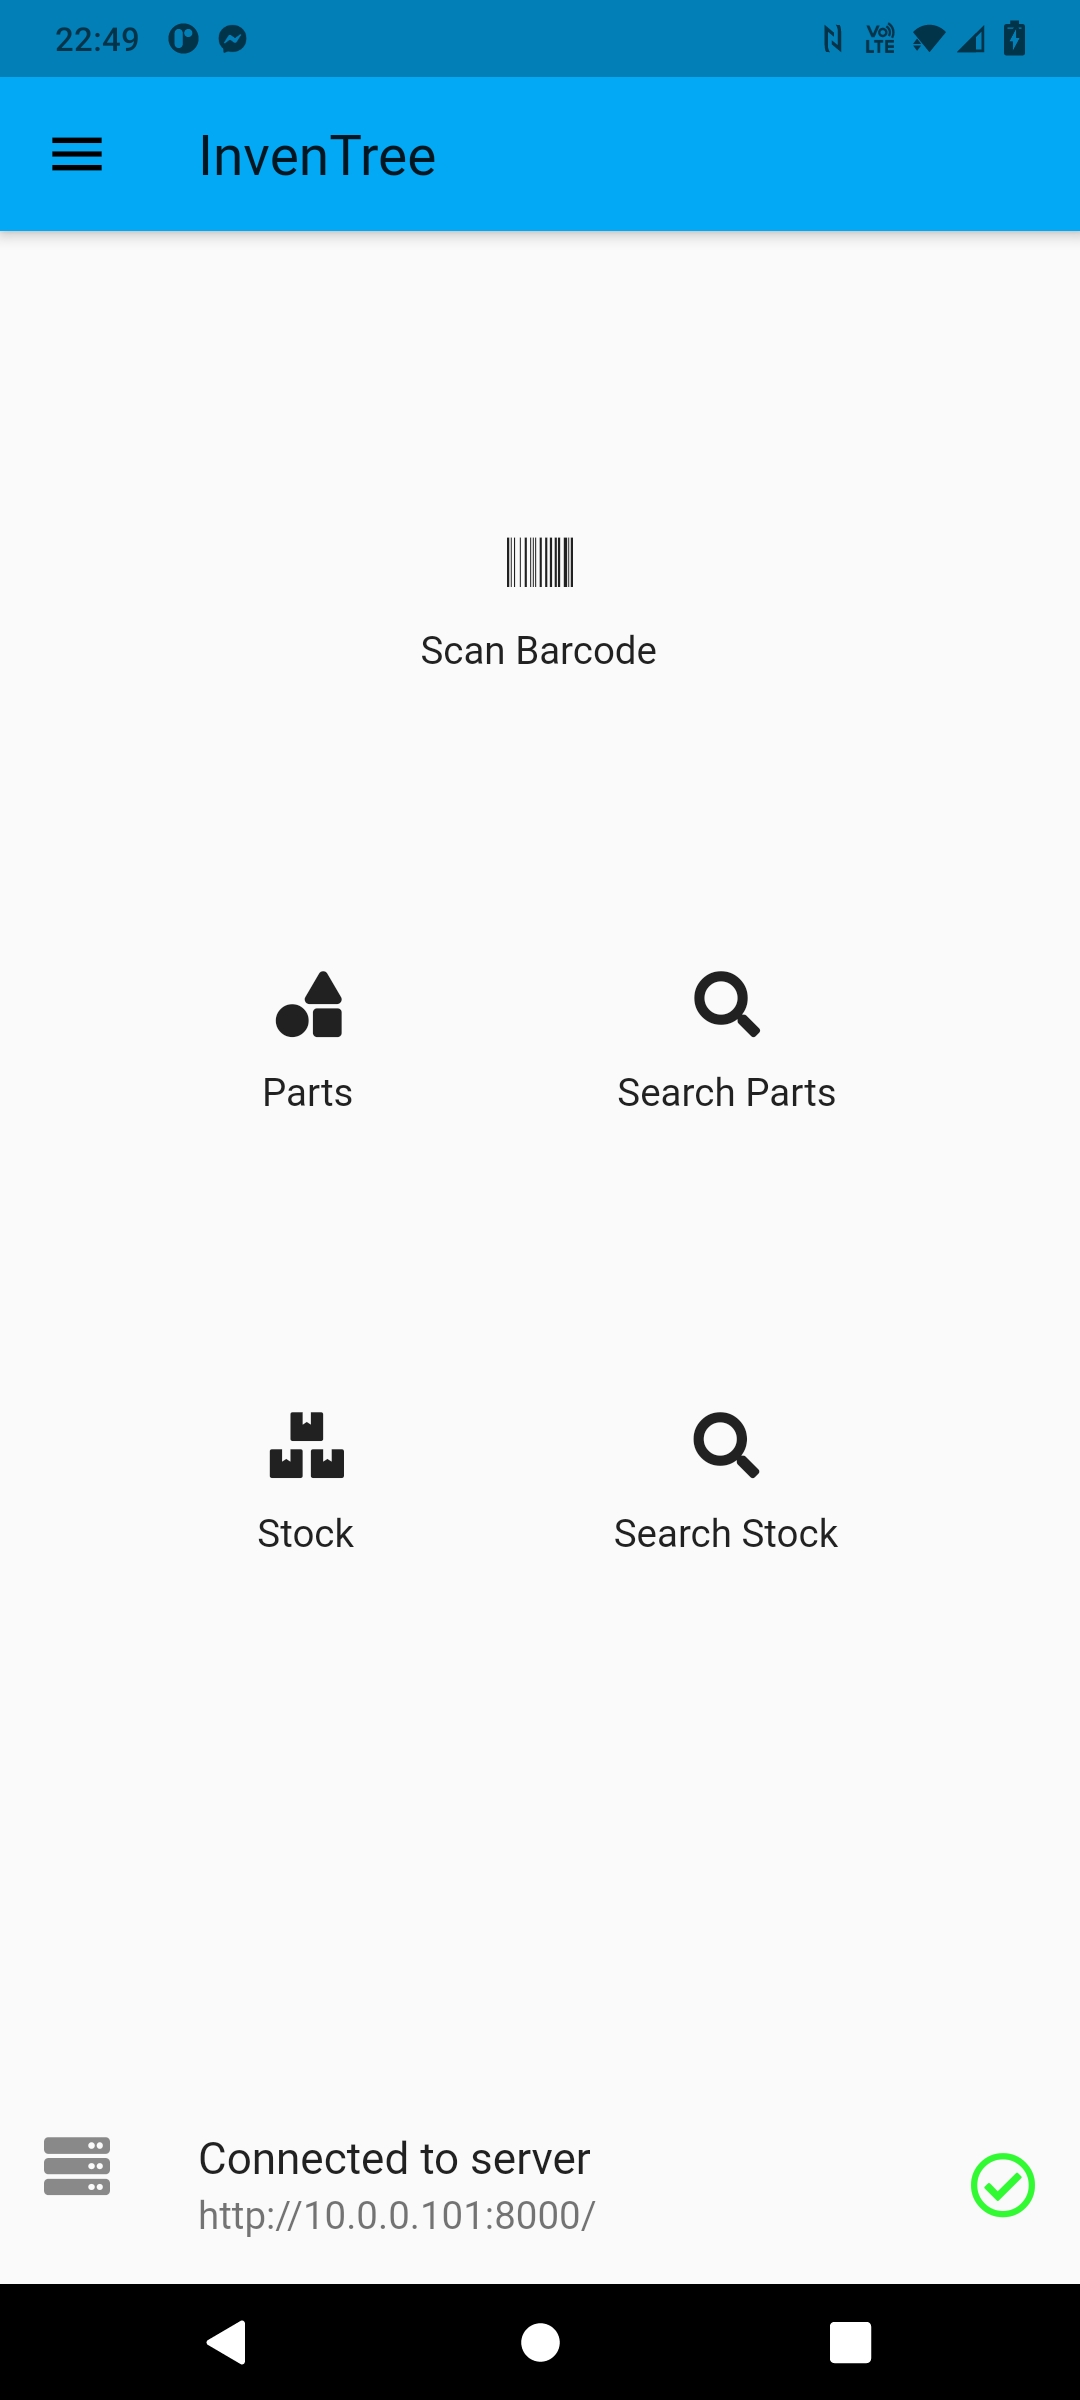 22:49
Vo) LTE
InvenTree
Scan Barcode
Parts
Search Parts
Stock
Search Stock
Connected to server
http://10.0.0.101:8000/